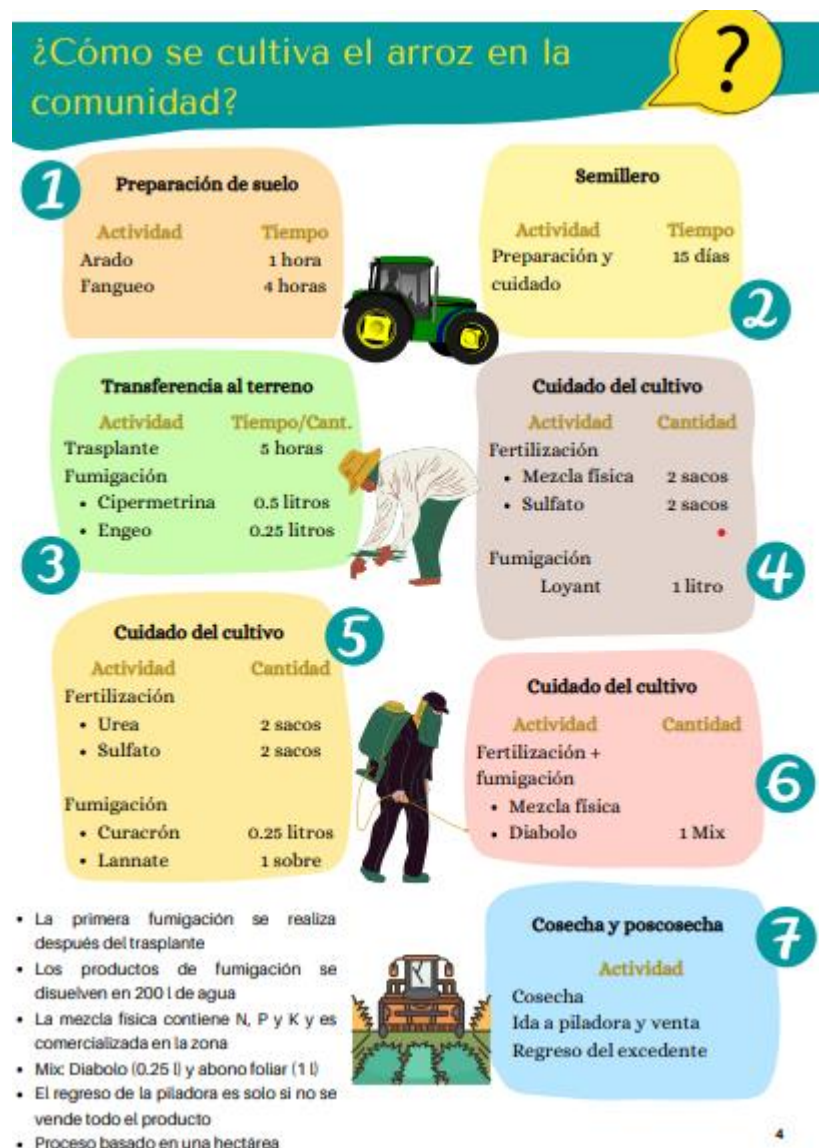 ¿Cómo se cultiva el arroz en la
comunidad?
?
1
Preparación de suelo
Actividad Tiempo
Arado 1 hora
Fangueo 4 horas
Semillero
Actividad Tiempo
Preparación y 15 días
cuidado
2
Transferencia al terreno
Actividad Tiempo/Cant.
Trasplante 5 horas
Fumigación
• Cipermetrina 0.5 litros
• Engeo 0.25 litros
3
Cuidado del cultivo
Actividad Cantidad
Fertilización
• Mezcla física 2 sacos
• Sulfato 2 sacos
Fumigación
Loyant 1 litro
4
Cuidado del cultivo
5
Actividad Cantidad
Fertilización
• Urea 2 sacos
• Sulfato 2 sacos
Fumigación
• Curacrón 0.25 litros
• Lannate 1 sobre
Cuidado del cultivo
Actividad Cantidad
Fertilización +
fumigación
• Mezcla física
• Diabolo 1 Mix
6
Cosecha y poscosecha
7
Actividad
Cosecha
Ida a piladora y venta
Regreso del excedente
• La primera fumigación se realiza
después del trasplante
• Los productos de fumigación se
disuelven en 200 l de agua
• La mezcla física contiene N, P y K y es
comercializada en la zona
• Mix: Diabolo (0.25 l) y abono foliar (1 l)
• El regreso de la piladora es solo si no se
vende todo el producto
• Proceso basado en una hectárea
4